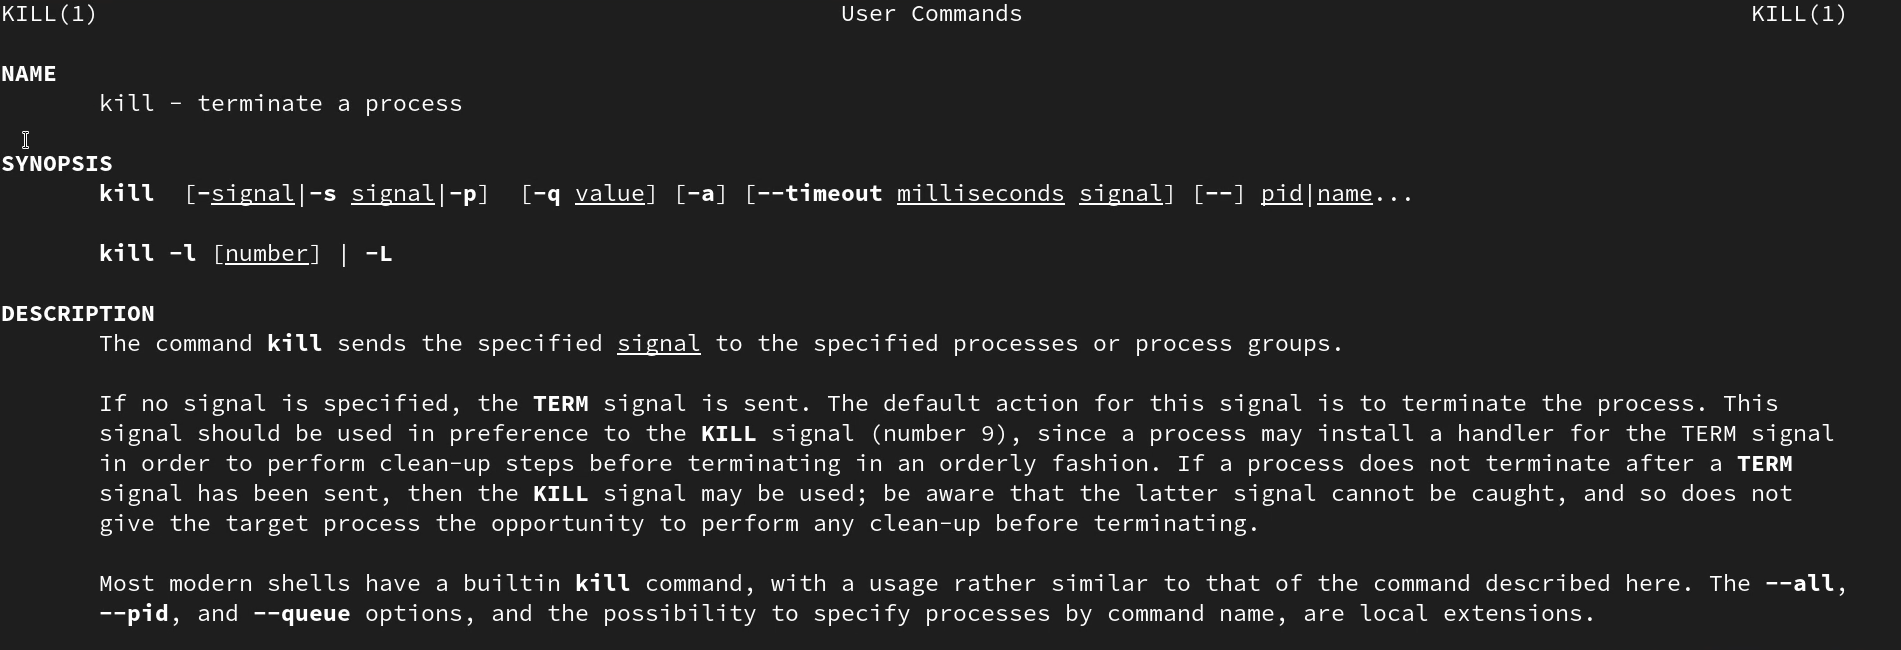 KILL(1) User Commands KILL(1)
NAME
kill - terminate a process
SYNOPSIS
kill [-signal|-s signal|-p] [-q value] [-a] [--timeout milliseconds signal] [--] pid|name...
kill -l [number] | -L
DESCRIPTION
The command kill sends the specified signal to the specified processes or process groups.
If no signal is specified, the TERM signal is sent. The default action for this signal is to terminate the process. This
signal should be used in preference to the KILL signal (number 9), since a process may install a handler for the TERM signal
in order to perform clean-up steps before terminating in an orderly fashion. If a process does not terminate after a TERM
signal has been sent, then the KILL signal may be used; be aware that the latter signal cannot be caught, and so does not
give the target process the opportunity to perform any clean-up before terminating.
Most modern shells have a builtin kill command, with a usage rather similar to that of the command described here. The --all,
--pid, and --queue options, and the possibility to specify processes by command name, are local extensions.